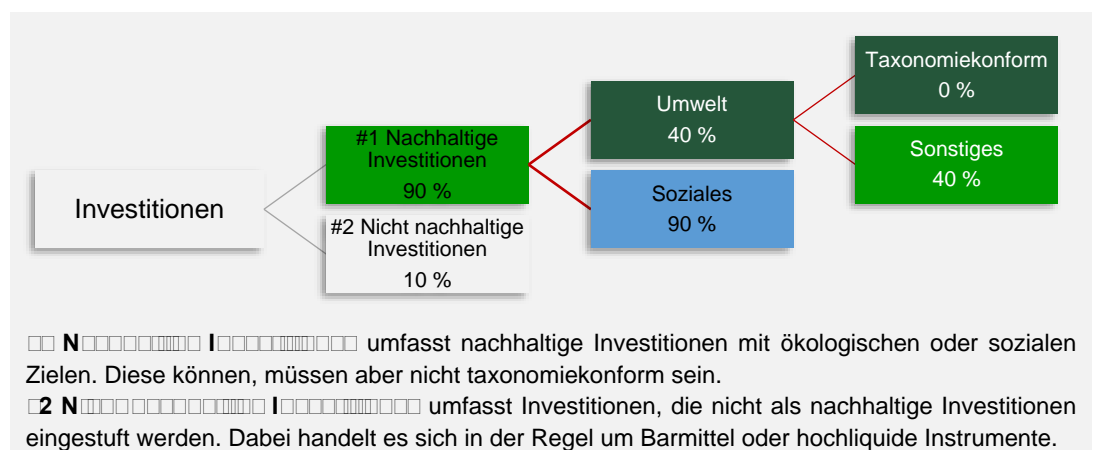 Taxonomiekonform
0 %
Umwelt
40 %
#1 Nachhaltige
Investitionen
90 %
Sonstiges
40 %
Investitionen
Soziales
90 %
#2 Nicht nachhaltige
Investitionen
10 %
umfasst nachhaltige Investitionen mit ökologischen oder sozialen
Zielen. Diese können, müssen aber nicht taxonomiekonform sein.
umfasst Investitionen, die nicht als nachhaltige Investitionen
eingestuft werden. Dabei handelt es sich in der Regel um Barmittel oder hochliquide Instrumente.